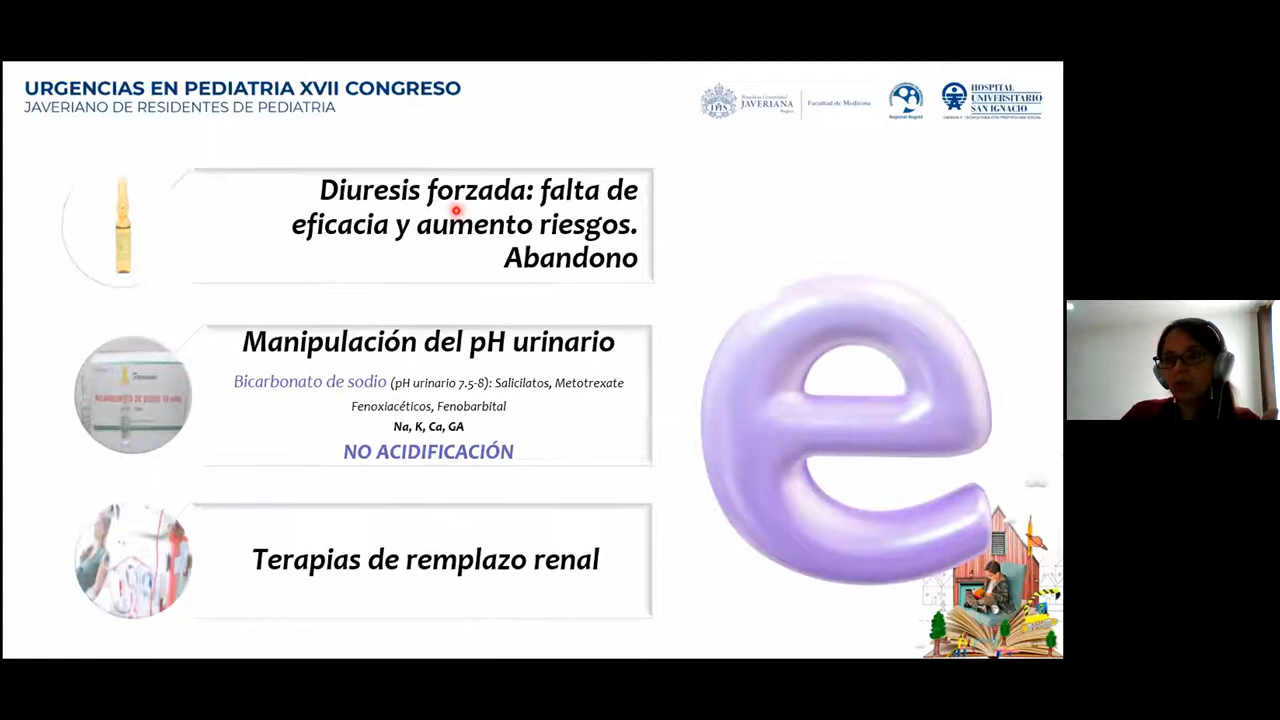 URGENCIAS EN PEDIATRIA XVII CONGRESO
JAVERIANO DE RESIDENTES DE PEDIATRIA
JAVERIANA
Facultad de Medicina
Regional Bogotá
HOSPITAL
UNIVERSITARIO
SAN IGNACIO
Diuresis forzada: falta de
eficacia y aumento riesgos.
Abandono
Manipulación del pH urinario
Bicarbonato de sodio (pH urinario 7.5-8): Salicilatos, Metotrexate
Fenoxiacéticos, Fenobarbital
Na, K, Ca, GA
NO ACIDIFICACIÓN
Terapias de remplazo renal
e